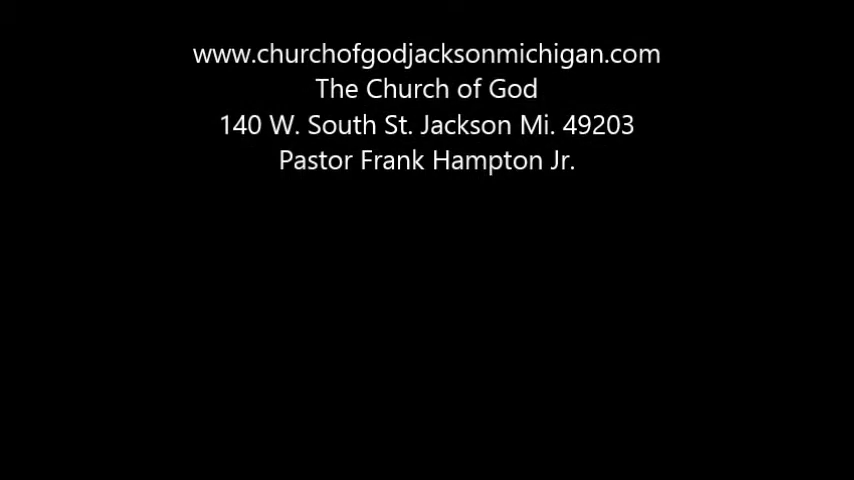 www.churchofgodjacksonmichigan.com
The Church of God
140 W. South St. Jackson Mi. 49203
Pastor Frank Hampton Jr.